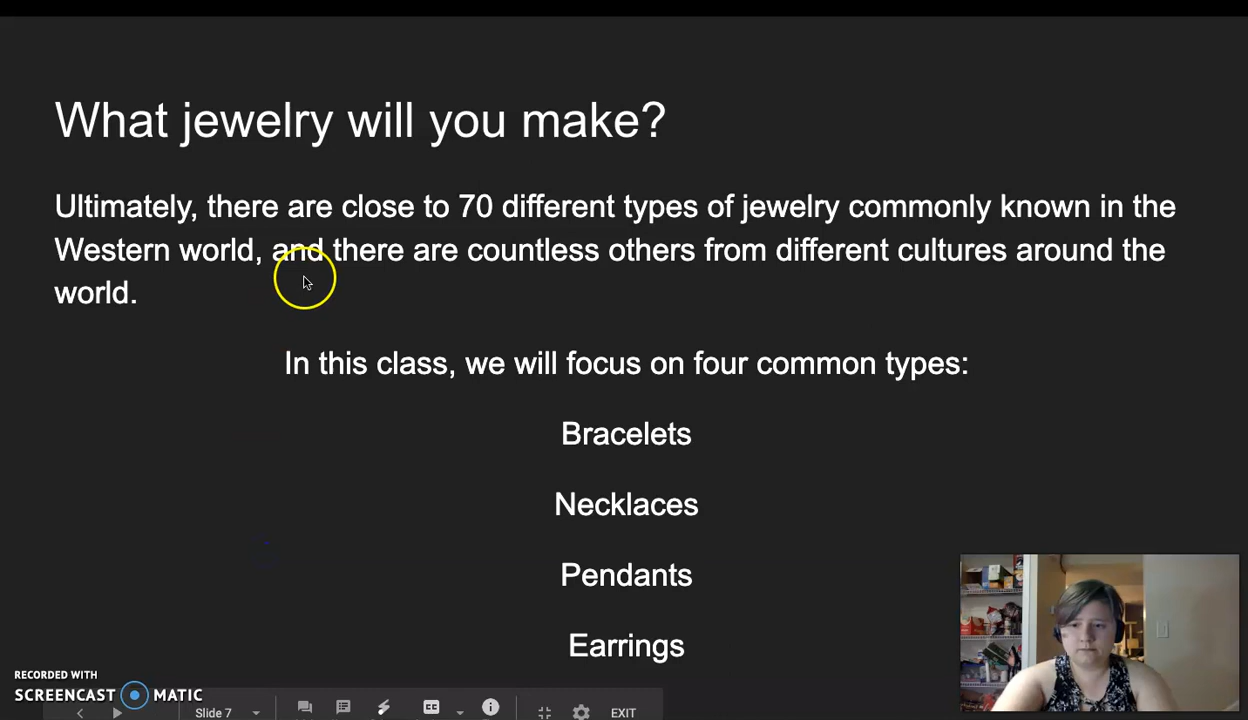 What jewelry will you make?
Ultimately, there are close to 70 different types of jewelry commonly known in the
Western world, and there are countless others from different cultures around the
world.
In this class, we will focus on four common types:
Bracelets
Necklaces
Pendants
Earrings
RECORDED WITH
SCREENCAST MATIC
Slide 7
CC
EXIT